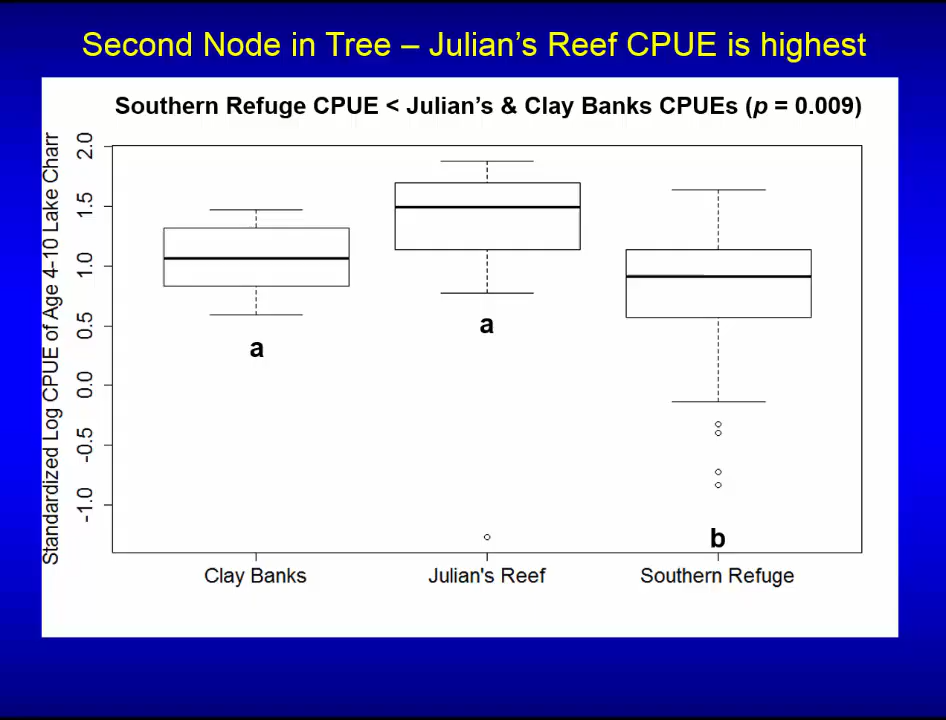 Second Node in Tree – Julian's Reef CPUE is highest
Southern Refuge CPUE < Julian's & Clay Banks CPUEs (p = 0.009)
Standardized Log CPUE of Age 4-10 Lake Charr
2.0
1.5
1.0
0.5
0.0
-0.5
-1.0
a
a
b
Clay Banks
Julian's Reef
Southern Refuge